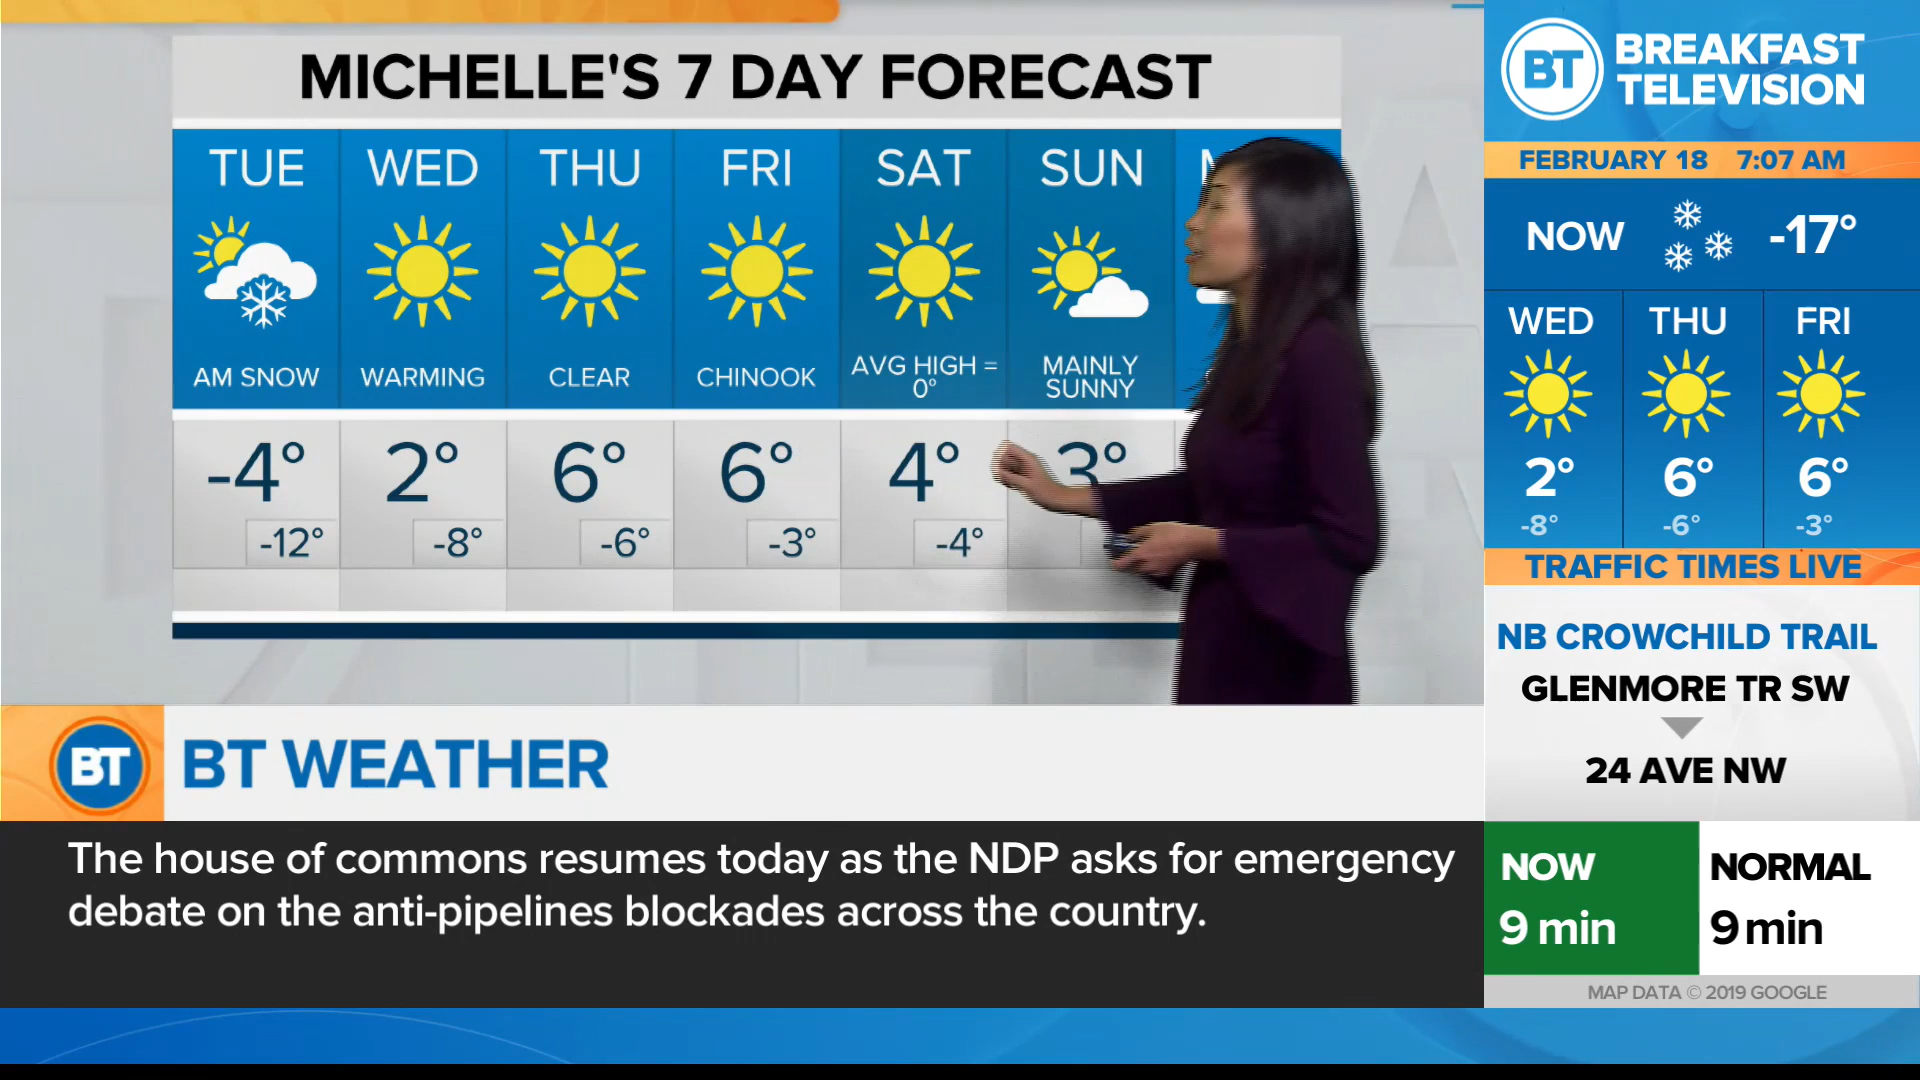 MICHELLE'S 7 DAY FORECAST
TUE WED THU FRI SAT SUN
AM SNOW WARMING CLEAR CHINOOK AVG HIGH = 0° MAINLY SUNNY
-4° 2° 6° 6° 4° 3°
-12° -8° -6° -3° -4°
BT WEATHER
BT
The house of commons resumes today as the NDP asks for emergency
debate on the anti-pipelines blockades across the country.
BT
BREAKFAST
TELEVISION
FEBRUARY 18 7:07 AM
NOW -17°
WED THU FRI
2° 6° 6°
-8° -6° -3°
TRAFFIC TIMES LIVE
NB CROWCHILD TRAIL
GLENMORE TR SW
24 AVE NW
NOW NORMAL
9 min 9 min
MAP DATA © 2019 GOOGLE